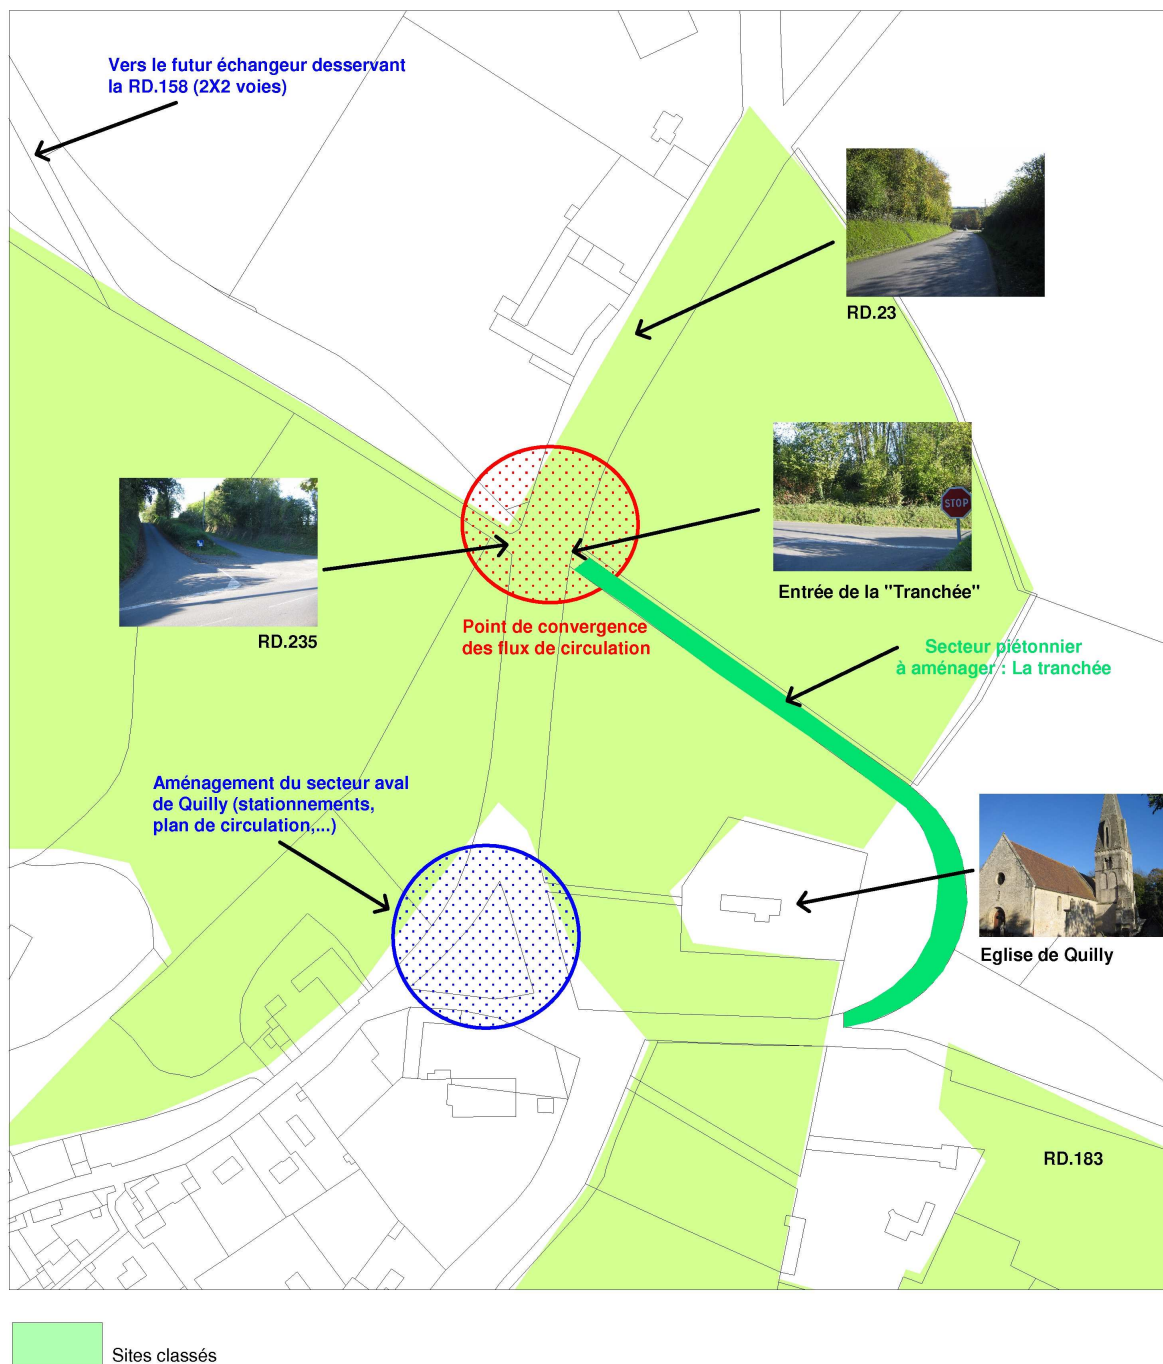 Vers le futur échangeur desservant
la RD.158 (2X2 voies)
RD.23
STOP
Entrée de la "Tranchée"
RD.235
Point de convergence
des flux de circulation
Secteur piétonnier
à aménager : La tranchée
Aménagement du secteur aval
de Quilly (stationnements,
plan de circulation,...)
Eglise de Quilly
RD.183
Sites classés